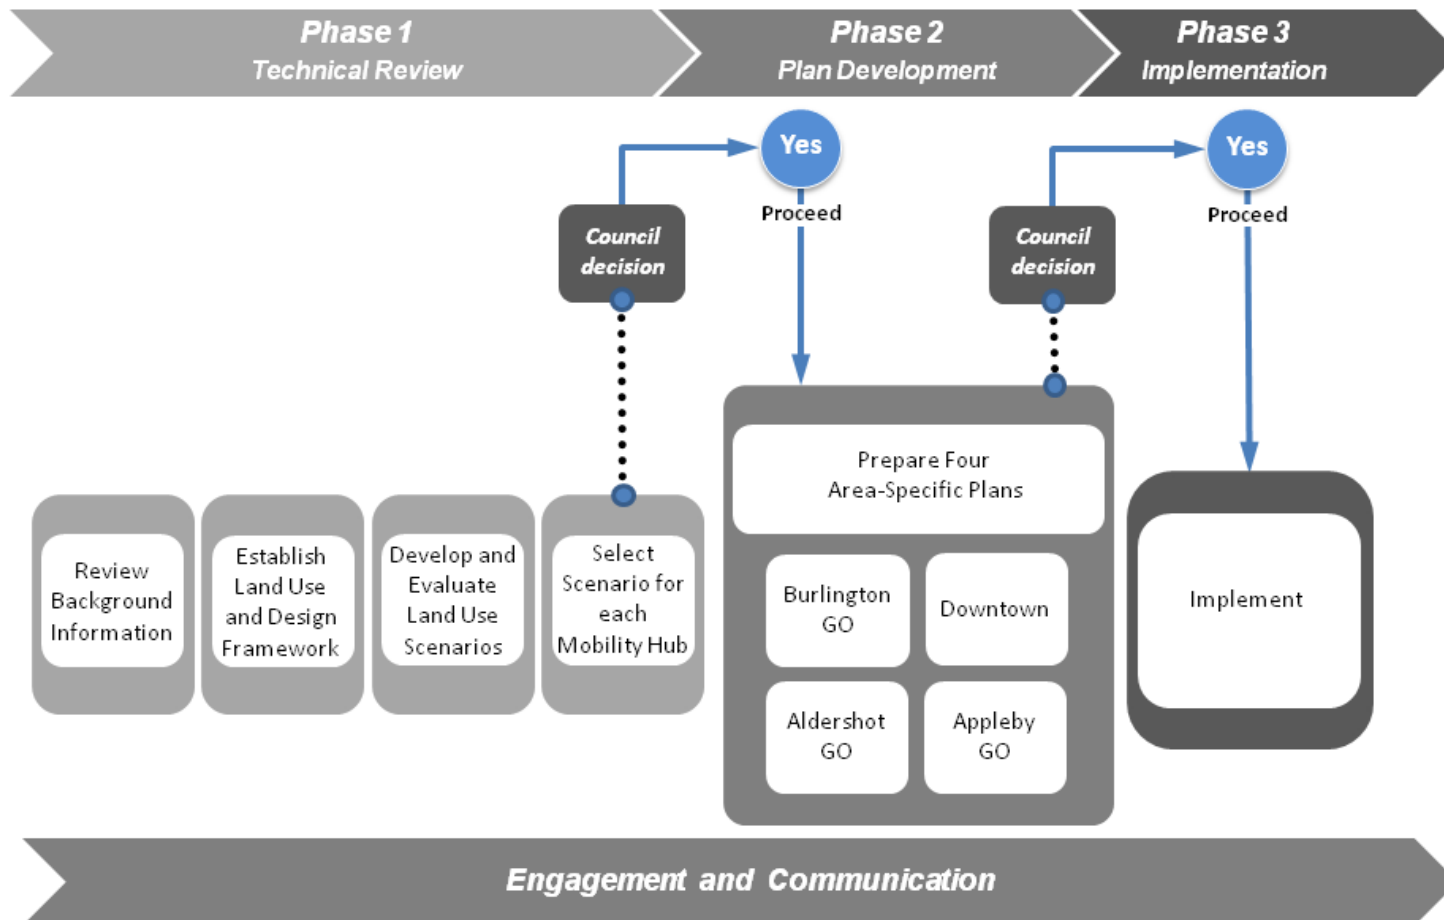 Phase 1
Technical Review
Phase 2
Plan Development
Phase 3
Implementation
Yes
Proceed
Council
decision
Yes
Proceed
Council
decision
Review
Background
Information
Establish
Land Use
and Design
Framework
Develop and
Evaluate
Land Use
Scenarios
Select
Scenario for
each
Mobility Hub
Prepare Four
Area-Specific Plans
Burlington
GO
Downtown
Aldershot
GO
Appleby
GO
Implement
Engagement and Communication